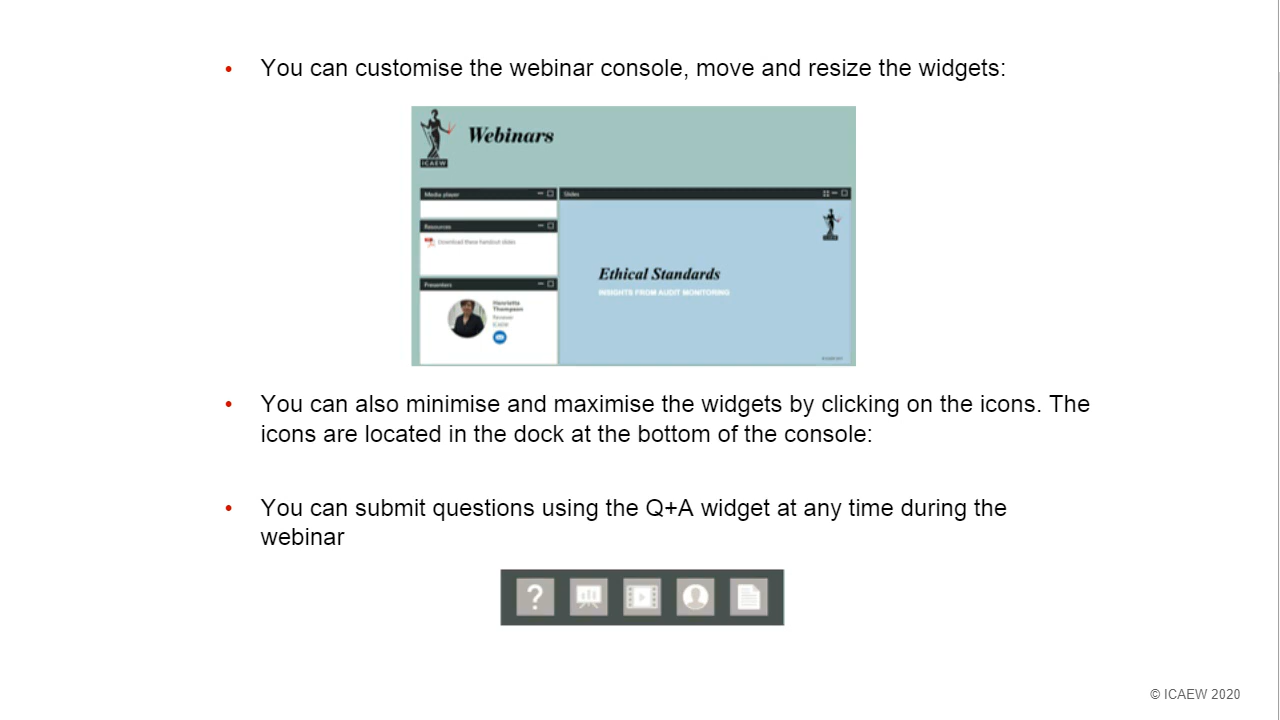 • You can customise the webinar console, move and resize the widgets:
Webinars
ICAEW
Media player
Slides
Resources
Download these handout slides
Ethical Standards
INSIGHTS FROM AUDIT MONITORING
Presenters
Henrietta
Thompson
Reviewer
ICAEW
• You can also minimise and maximise the widgets by clicking on the icons. The
icons are located in the dock at the bottom of the console:
• You can submit questions using the Q+A widget at any time during the
webinar
?
© ICAEW 2020